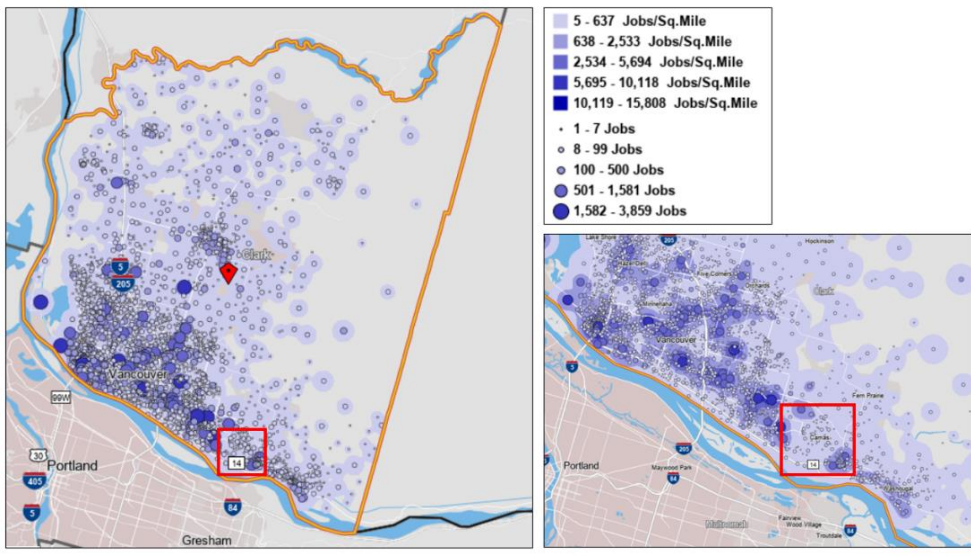 Clark
5
205
Vancouver
99W
30
Portland
405
5
14
84
Gresham
5 - 637 Jobs/Sq.Mile
638 - 2,533 Jobs/Sq.Mile
2,534 - 5,694 Jobs/Sq.Mile
5,695 - 10,118 Jobs/Sq.Mile
10,119 - 15,808 Jobs/Sq.Mile
1 - 7 Jobs
8 - 99 Jobs
100 - 500 Jobs
501 - 1,581 Jobs
1,582 - 3,859 Jobs
Lake Shore
205
Hockinson
Hazel Dell
Five Corners
Orchards
Clark
Minnehaha
Vancouver
5
Fern Prairie
Camas
205
14
Portland
Maywood Park
84
Washougal
Fairview
Wood Village
Multnomah
Troutdale
84